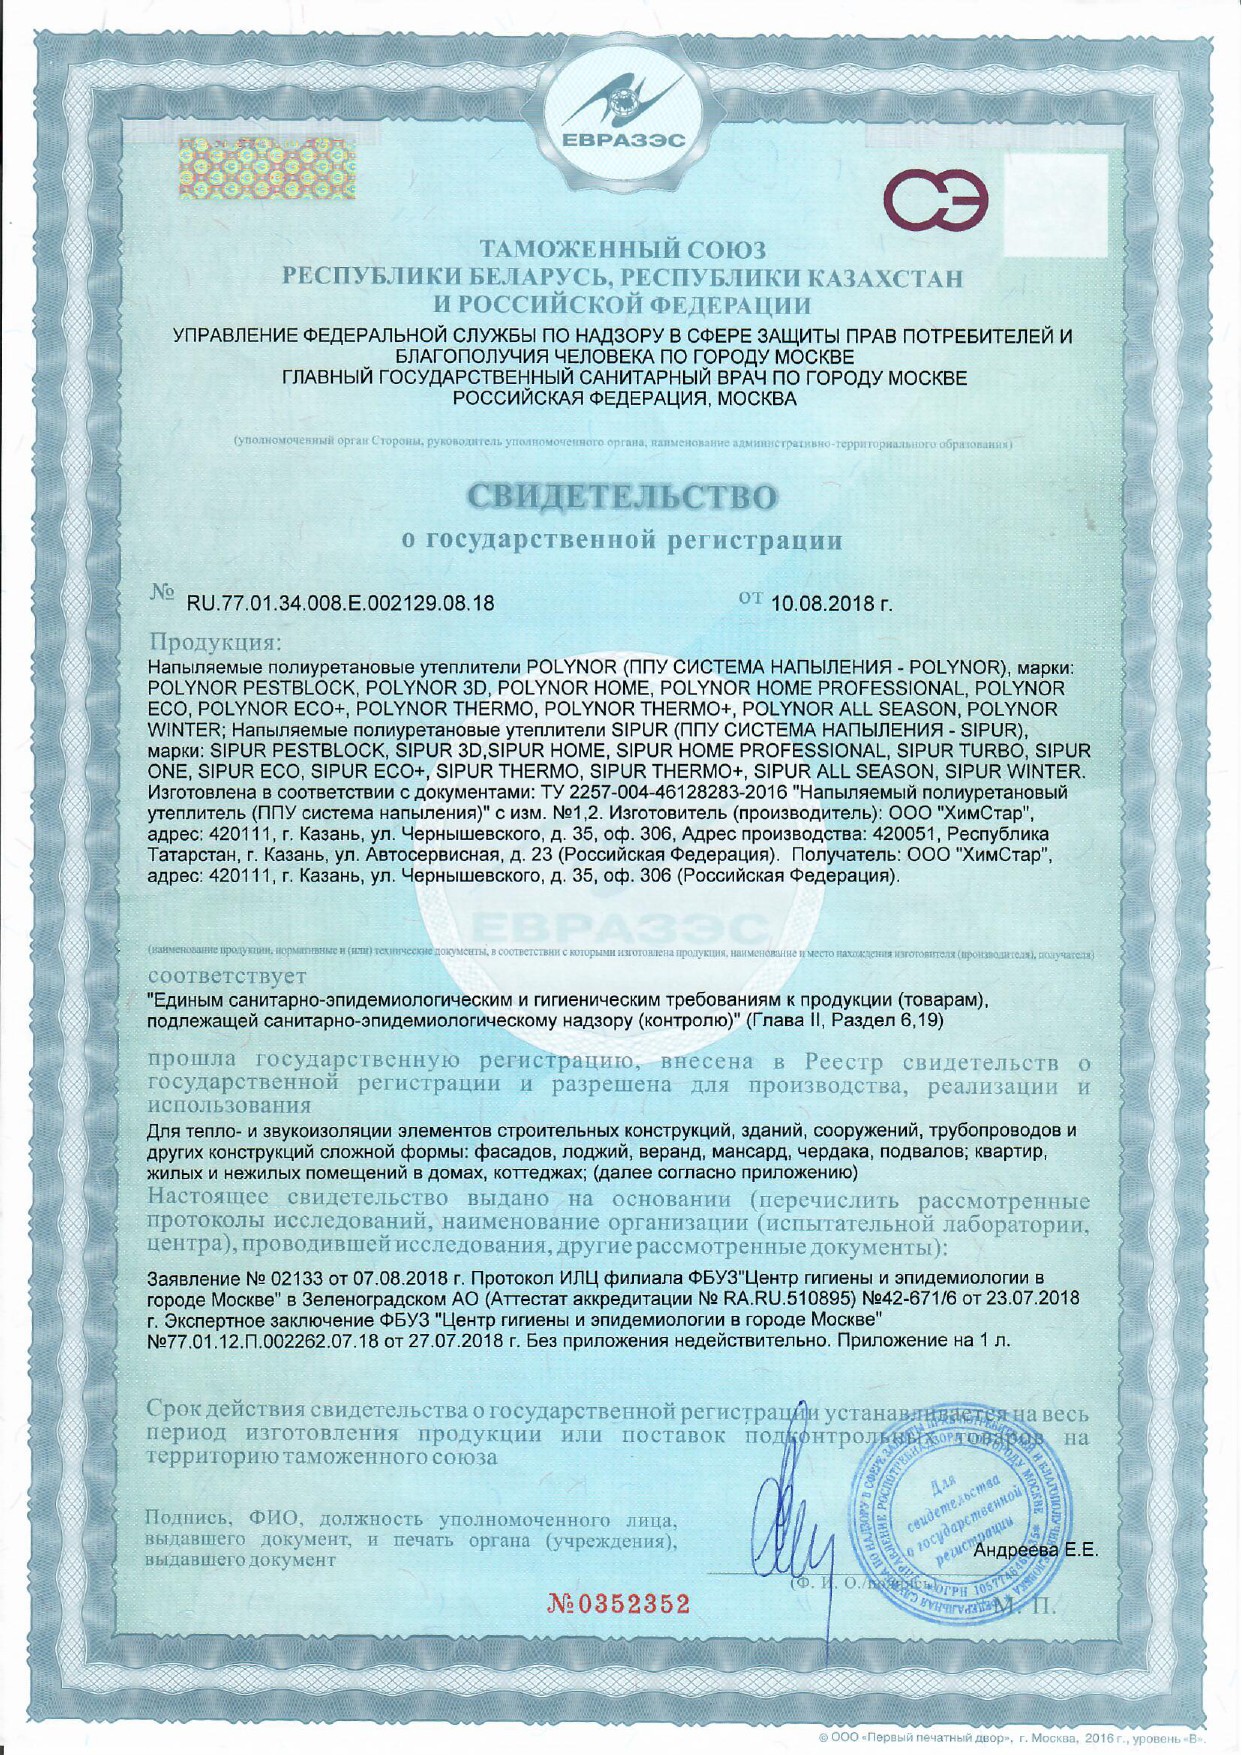 ЕВРАЗЭС
СЭ
ТАМОЖЕННЫЙ СОЮЗ
РЕСПУБЛИКИ БЕЛАРУСЬ, РЕСПУБЛИКИ КАЗАХСТАН
И РОССИЙСКОЙ ФЕДЕРАЦИИ
УПРАВЛЕНИЕ ФЕДЕРАЛЬНОЙ СЛУЖБЫ ПО НАДЗОРУ В СФЕРЕ ЗАЩИТЫ ПРАВ ПОТРЕБИТЕЛЕЙ И
БЛАГОПОЛУЧИЯ ЧЕЛОВЕКА ПО ГОРОДУ МОСКВЕ
ГЛАВНЫЙ ГОСУДАРСТВЕННЫЙ САНИТАРНЫЙ ВРАЧ ПО ГОРОДУ МОСКВЕ
РОССИЙСКАЯ ФЕДЕРАЦИЯ, МОСКВА
(уполномоченный орган Стороны, руководитель уполномоченного органа, наименование административно-территориального образования)
СВИДЕТЕЛЬСТВО
о государственной регистрации
№ RU.77.01.34.008.Е.002129.08.18 от 10.08.2018 г.
Продукция:
Напыляемые полиуретановые утеплители POLYNOR (ППУ СИСТЕМА НАПЫЛЕНИЯ - POLYNOR), марки:
POLYNOR PESTBLOCK, POLYNOR 3D, POLYNOR HOME, POLYNOR HOME PROFESSIONAL, POLYNOR
ECO, POLYNOR ECO+, POLYNOR THERMO, POLYNOR THERMO+, POLYNOR ALL SEASON, POLYNOR
WINTER; Напыляемые полиуретановые утеплители SIPUR (ППУ СИСТЕМА НАПЫЛЕНИЯ - SIPUR),
марки: SIPUR PESTBLOCK, SIPUR 3D,SIPUR HOME, SIPUR HOME PROFESSIONAL, SIPUR TURBO, SIPUR
ONE, SIPUR ECO, SIPUR ECO+, SIPUR THERMO, SIPUR THERMO+, SIPUR ALL SEASON, SIPUR WINTER.
Изготовлена в соответствии с документами: ТУ 2257-004-46128283-2016 "Напыляемый полиуретановый
утеплитель (ППУ система напыления)" с изм. №1,2. Изготовитель (производитель): ООО "ХимСтар",
адрес: 420111, г. Казань, ул. Чернышевского, д. 35, оф. 306, Адрес производства: 420051, Республика
Татарстан, г. Казань, ул. Автосервисная, д. 23 (Российская Федерация). Получатель: ООО "ХимСтар",
адрес: 420111, г. Казань, ул. Чернышевского, д. 35, оф. 306 (Российская Федерация).
ЕВРАЗЭС
(наименование продукции, нормативные и (или) технические документы, в соответствии с которыми изготовлена продукция, наименование и место нахождения изготовителя (производителя), получателя)
соответствует
"Единым санитарно-эпидемиологическим и гигиеническим требованиям к продукции (товарам),
подлежащей санитарно-эпидемиологическому надзору (контролю)" (Глава II, Раздел 6,19)
прошла государственную регистрацию, внесена в Реестр свидетельств о
государственной регистрации и разрешена для производства, реализации и
использования
Для тепло- и звукоизоляции элементов строительных конструкций, зданий, сооружений, трубопроводов и
других конструкций сложной формы: фасадов, лоджий, веранд, мансард, чердака, подвалов; квартир,
жилых и нежилых помещений в домах, коттеджах; (далее согласно приложению)
Настоящее свидетельство выдано на основании (перечислить рассмотренные
протоколы исследований, наименование организации (испытательной лаборатории,
центра), проводившей исследования, другие рассмотренные документы):
Заявление № 02133 от 07.08.2018 г. Протокол ИЛЦ филиала ФБУЗ"Центр гигиены и эпидемиологии в
городе Москве" в Зеленоградском АО (Аттестат аккредитации № RA.RU.510895) №42-671/6 от 23.07.2018
г. Экспертное заключение ФБУЗ "Центр гигиены и эпидемиологии в городе Москве"
№77.01.12.П.002262.07.18 от 27.07.2018 г. Без приложения недействительно. Приложение на 1 л.
Срок действия свидетельства о государственной регистрации устанавливается на весь
период изготовления продукции или поставок подконтрольных товаров на
территорию таможенного союза
Подпись, ФИО, должность уполномоченного лица,
выдавшего документ, и печать органа (учреждения),
выдавшего документ
Для
свидетельства
о государственной
регистрации
Андреева Е.Е.
(Ф. И. О./подпись)
М. П.
№0352352
© ООО «Первый печатный двор», г. Москва, 2016 г., уровень «В».